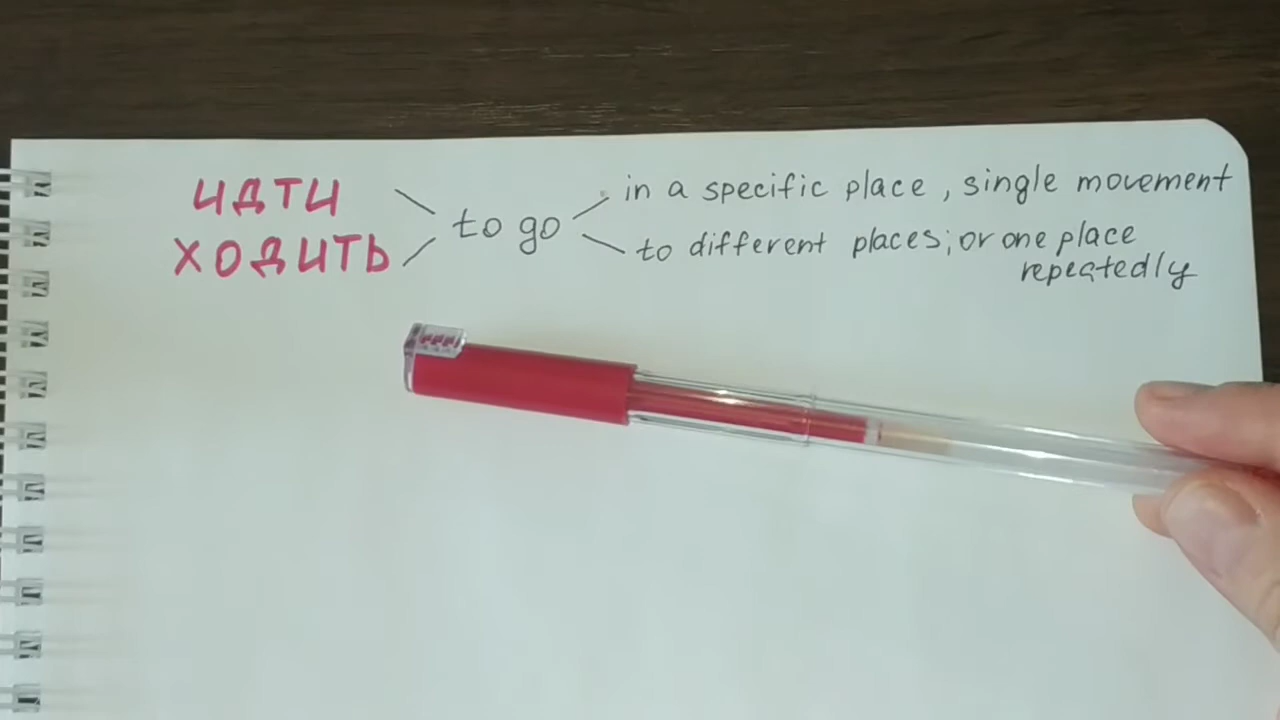 ИДТИ
ХОДИТЬ
to go
in a specific place, single movement
to different places; or one place
repeatedly